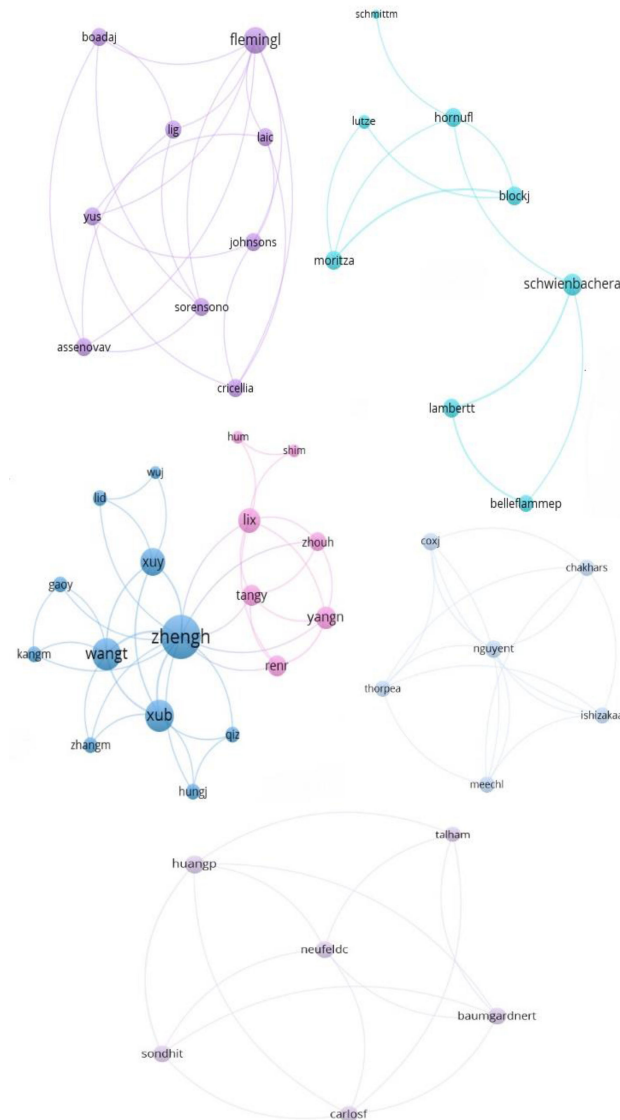 boadaj
flemingl
lig
laic
yus
johnsons
sorensono
assenovav
cricellia
schmittm
hornufl
lutze
blockj
moritza
schwienbachera
lambertt
belleflammep
hum
shim
wuj
lid
lix
xuy
zhouh
gaoy
tangy
yangn
zhengh
kangm
wangt
renr
xub
zhangm
qiz
hungj
coxj
chakhars
nguyent
thorpea
ishizakaa
meechl
talham
huangp
neufeldc
baumgardnert
sondhit
carlosf